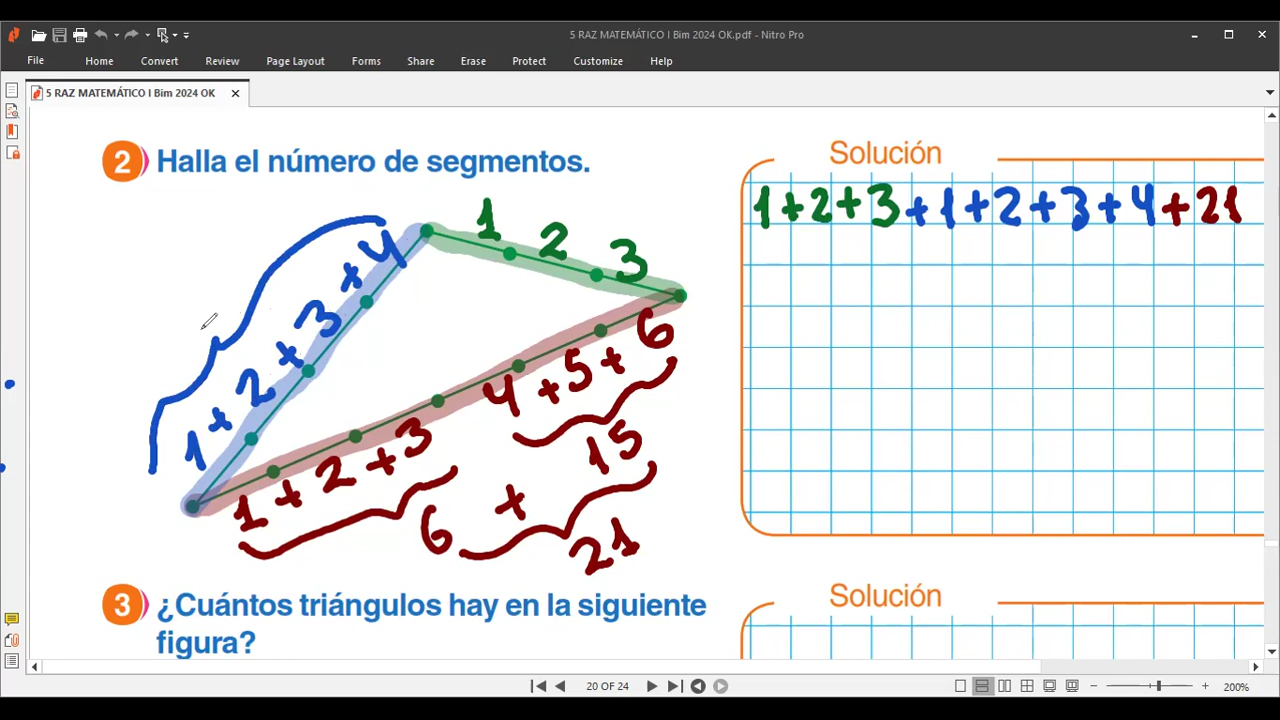 5 RAZ MATEMÁTICO I Bim 2024 OK.pdf - Nitro Pro
File Home Convert Review Page Layout Forms Share Erase Protect Customize Help
5 RAZ MATEMÁTICO I Bim 2024 OK
2 Halla el número de segmentos.
1 2 3
1+2+3+4
1+2+3
4+5+6
6 + 15
21
Solución
1+2+3+1+2+3+4+21
3 ¿Cuántos triángulos hay en la siguiente
figura?
Solución
20 OF 24
200%